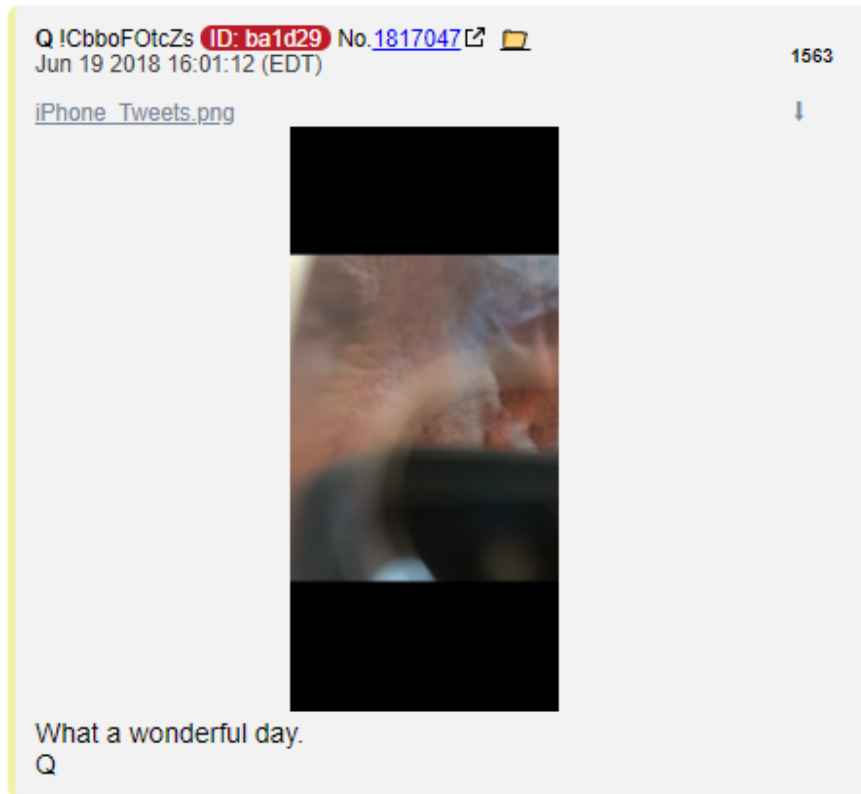 Q !CbboFOtcZs ID: ba1d29 No.1817047
1563
Jun 19 2018 16:01:12 (EDT)
iPhone_Tweets.png
What a wonderful day.
Q